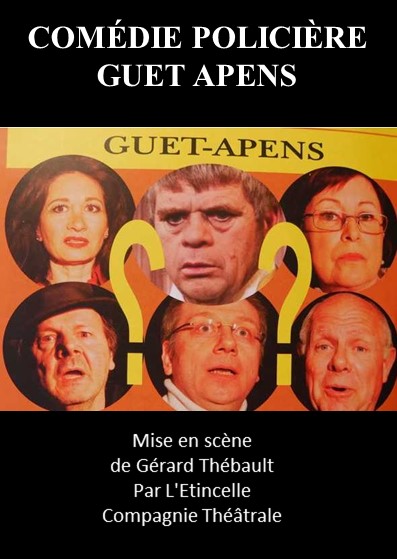 COMÉDIE POLICIÈRE
GUET APENS
GUET-APENS
? ?
Mise en scène
de Gérard Thébault
Par L'Etincelle
Compagnie Théâtrale